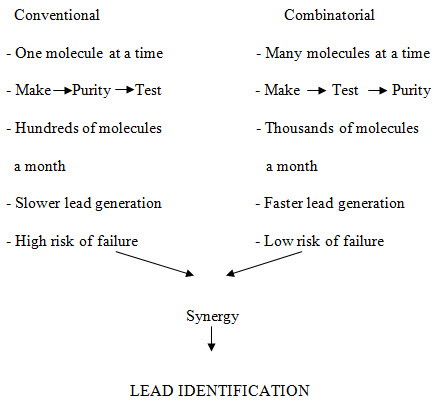 Conventional
- One molecule at a time
- Make→Purity→Test
- Hundreds of molecules
a month
- Slower lead generation
- High risk of failure
Combinatorial
- Many molecules at a time
- Make → Test → Purity
- Thousands of molecules
a month
- Faster lead generation
- Low risk of failure
Synergy
LEAD IDENTIFICATION